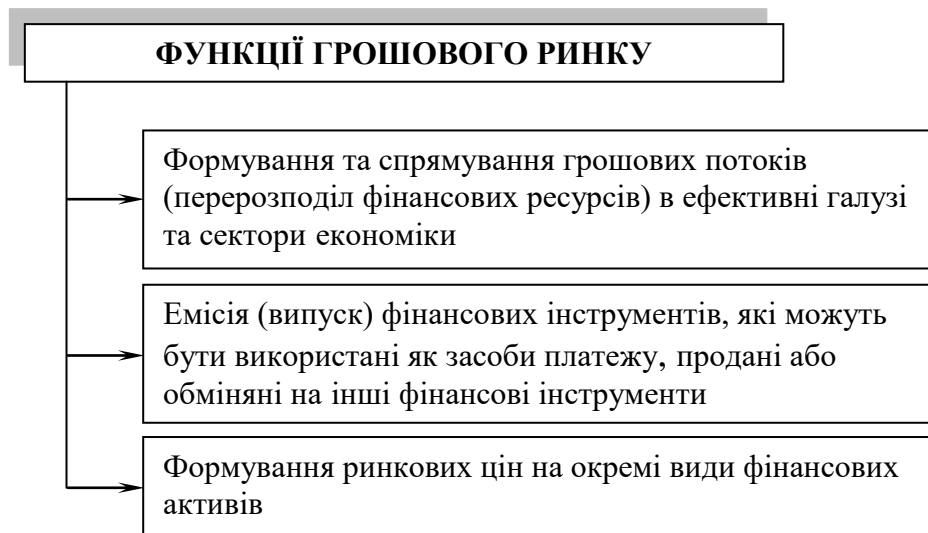 ФУНКЦІЇ ГРОШОВОГО РИНКУ
Формування та спрямування грошових потоків
(перерозподіл фінансових ресурсів) в ефективні галузі
та сектори економіки
Емісія (випуск) фінансових інструментів, які можуть
бути використані як засоби платежу, продані або
обміняні на інші фінансові інструменти
Формування ринкових цін на окремі види фінансових
активів